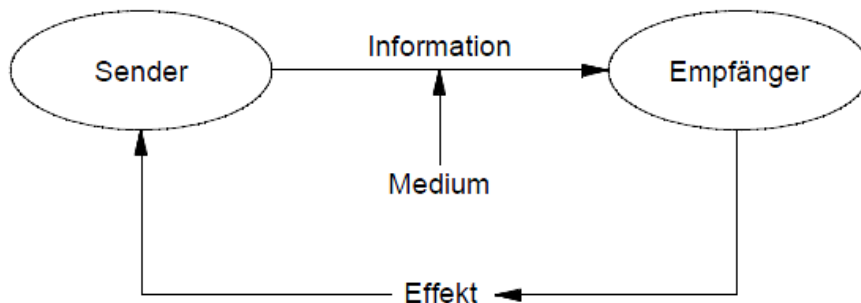 Information
Sender
Empfänger
Medium
Effekt